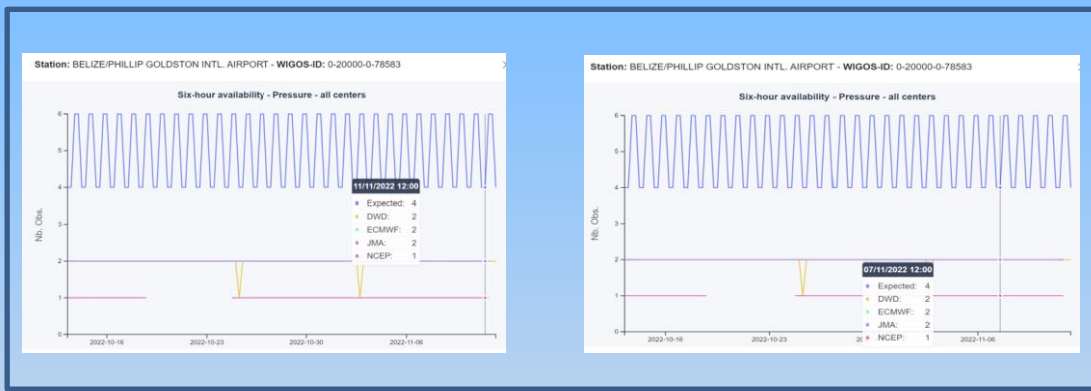 Station: BELIZE/PHILLIP GOLDSTON INTL. AIRPORT - WIGOS-ID: 0-20000-0-78583
Six-hour availability - Pressure - all centers
Nb. Obs.
6
5
4
3
2
1
0
11/11/2022 12:00
Expected: 4
DWD: 2
ECMWF: 2
JMA: 2
NCEP: 1
2022-10-16
2022-10-23
2022-10-30
2022-11-06
Station: BELIZE/PHILLIP GOLDSTON INTL. AIRPORT - WIGOS-ID: 0-20000-0-78583
Six-hour availability - Pressure - all centers
Nb. Obs.
6
5
4
3
2
1
0
07/11/2022 12:00
Expected: 4
DWD: 2
ECMWF: 2
JMA: 2
NCEP: 1
2022-10-16
2022-10-23
2022-11-06